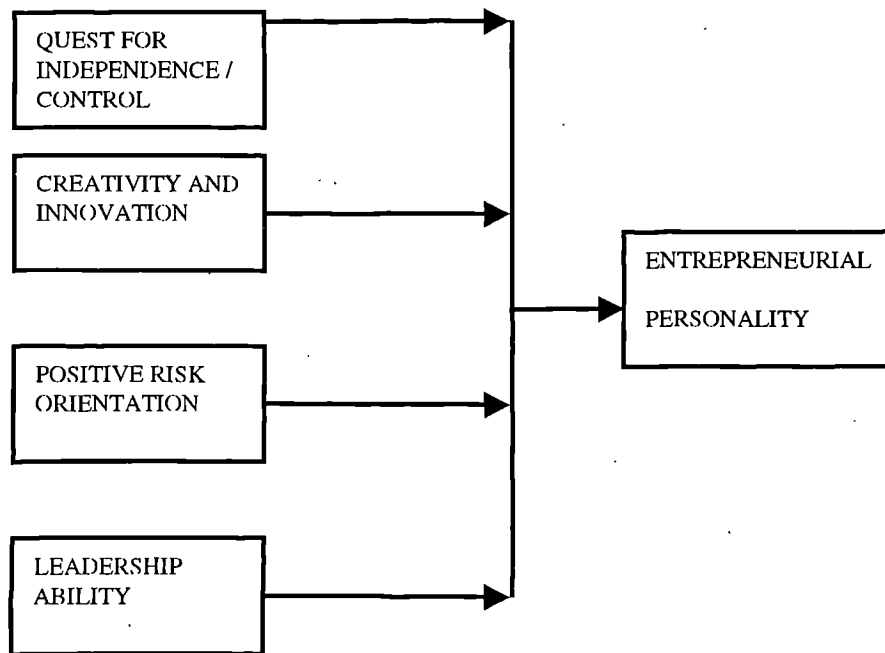 QUEST FOR
INDEPENDENCE /
CONTROL
CREATIVITY AND
INNOVATION
POSITIVE RISK
ORIENTATION
LEADERSHIP
ABILITY
ENTREPRENEURIAL
PERSONALITY